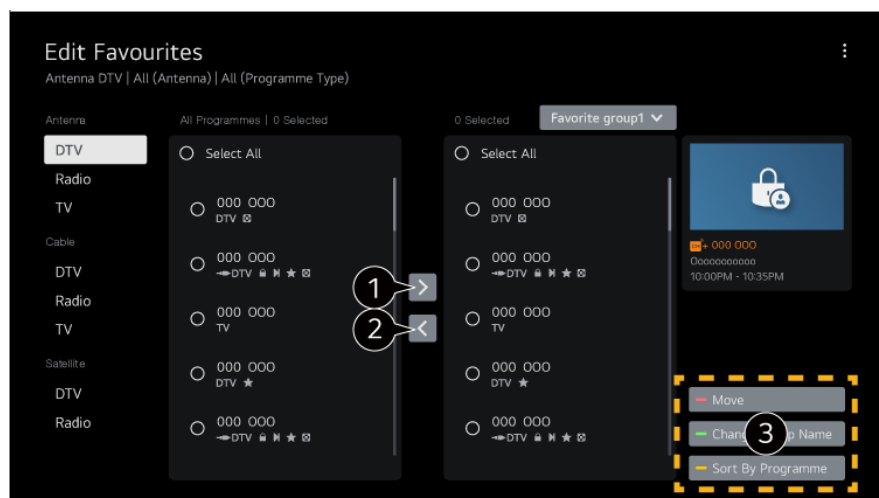 Edit Favourites
Antenna DTV | All (Antenna) | All (Programme Type)
Antenna
DTV
Radio
TV
Cable
DTV
Radio
TV
Satellite
DTV
Radio
All Programmes | 0 Selected
Select All
000 000
DTV
000 000
DTV
000 000
TV
000 000
DTV
000 000
DTV
1
2
0 Selected
Favorite group1
Select All
000 000
DTV
000 000
DTV
000 000
TV
000 000
DTV
000 000
DTV
CH+ 000 000
Oooooooooo
10:00PM - 10:35PM
Move
3
Name
Sort By Programme